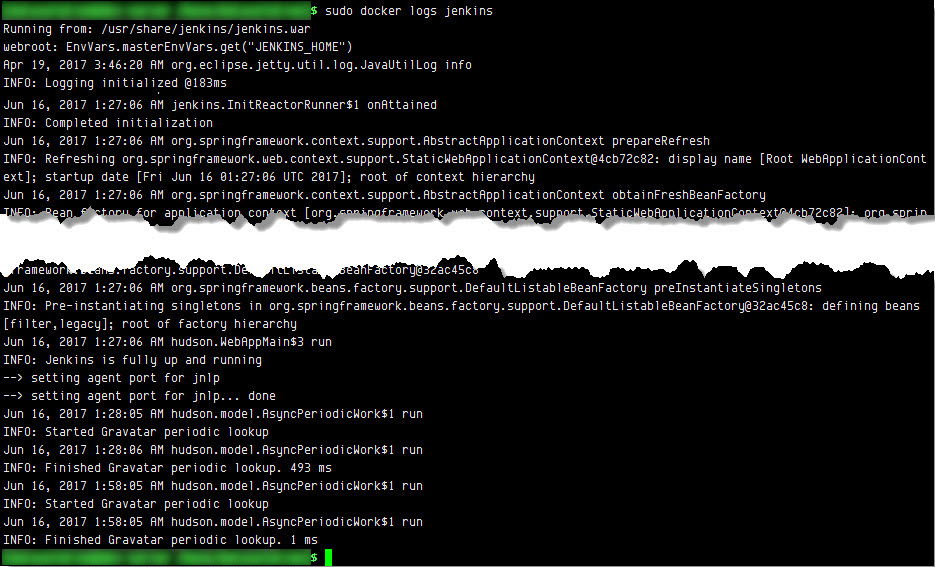 $ sudo docker logs jenkins
Running from: /usr/share/jenkins/jenkins.war
webroot: EnvVars.masterEnvVars.get("JENKINS_HOME")
Apr 19, 2017 3:46:20 AM org.eclipse.jetty.util.log.JavaUtilLog info
INFO: Logging initialized @183ms
Jun 16, 2017 1:27:06 AM jenkins.InitReactorRunner$1 onAttained
INFO: Completed initialization
Jun 16, 2017 1:27:06 AM org.springframework.context.support.AbstractApplicationContext prepareRefresh
INFO: Refreshing org.springframework.web.context.support.StaticWebApplicationContext@4cb72c82: display name [Root WebApplicationCont
ext]; startup date [Fri Jun 16 01:27:06 UTC 2017]; root of context hierarchy
Jun 16, 2017 1:27:06 AM org.springframework.context.support.AbstractApplicationContext obtainFreshBeanFactory
INFO: Bean factory for application context [org.springframework.web.context.support.StaticWebApplicationContext@4cb72c82]: org.sprin
framework.beans.factory.support.DefaultListableBeanFactory@32ac45c8
Jun 16, 2017 1:27:06 AM org.springframework.beans.factory.support.DefaultListableBeanFactory preInstantiateSingletons
INFO: Pre-instantiating singletons in org.springframework.beans.factory.support.DefaultListableBeanFactory@32ac45c8: defining beans
[filter,legacy]; root of factory hierarchy
Jun 16, 2017 1:27:06 AM hudson.WebAppMain$3 run
INFO: Jenkins is fully up and running
--> setting agent port for jnlp
--> setting agent port for jnlp... done
Jun 16, 2017 1:28:05 AM hudson.model.AsyncPeriodicWork$1 run
INFO: Started Gravatar periodic lookup
Jun 16, 2017 1:28:06 AM hudson.model.AsyncPeriodicWork$1 run
INFO: Finished Gravatar periodic lookup. 493 ms
Jun 16, 2017 1:58:05 AM hudson.model.AsyncPeriodicWork$1 run
INFO: Started Gravatar periodic lookup
Jun 16, 2017 1:58:05 AM hudson.model.AsyncPeriodicWork$1 run
INFO: Finished Gravatar periodic lookup. 1 ms
$